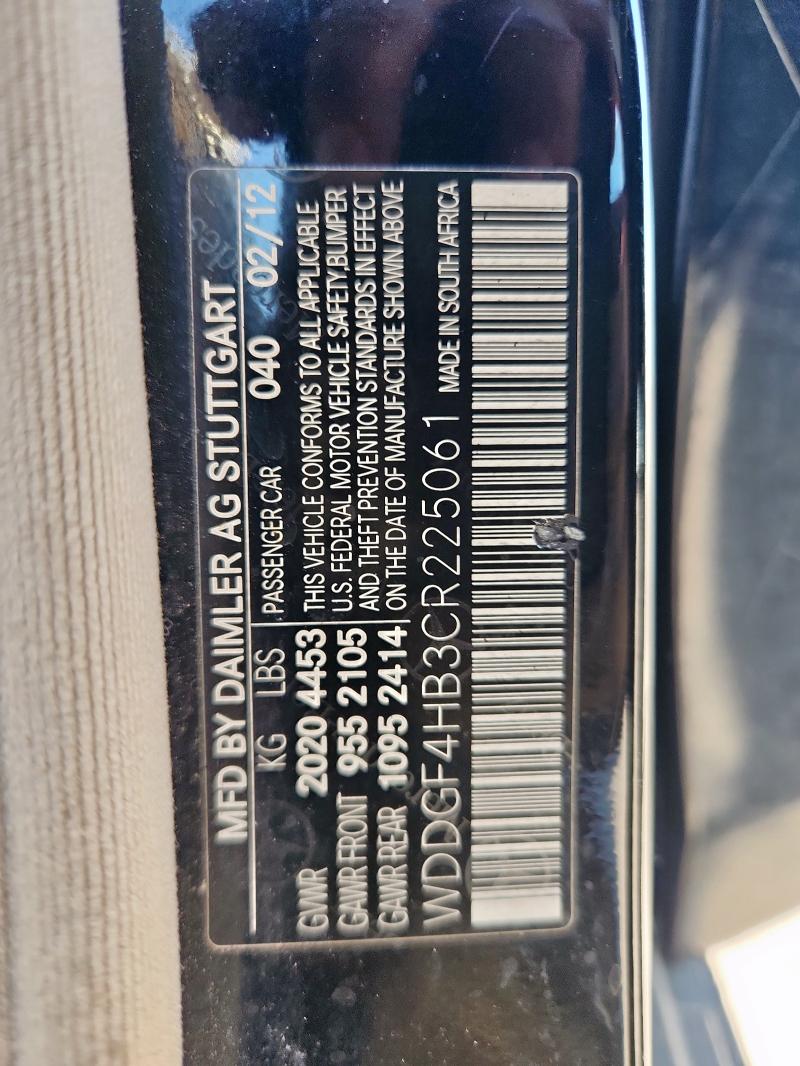 MFD BY DAIMLER AG STUTTGART
KG LBS PASSENGER CAR 040 02/12
GVWR 2020 4453 THIS VEHICLE CONFORMS TO ALL APPLICABLE
GAWR FRONT 955 2105 U.S. FEDERAL MOTOR VEHICLE SAFETY,BUMPER
GAWR REAR 1095 2414 AND THEFT PREVENTION STANDARDS IN EFFECT
ON THE DATE OF MANUFACTURE SHOWN ABOVE
WDDGF4HB3CR225061 MADE IN SOUTH AFRICA